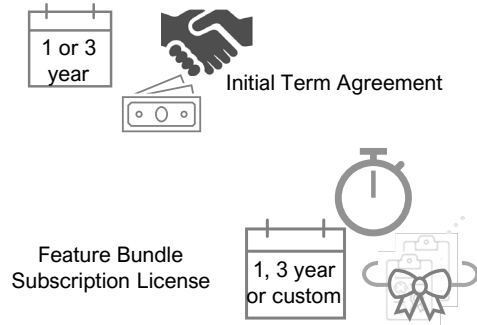 1 or 3
year
Initial Term Agreement
Feature Bundle
Subscription License
1, 3 year
or custom